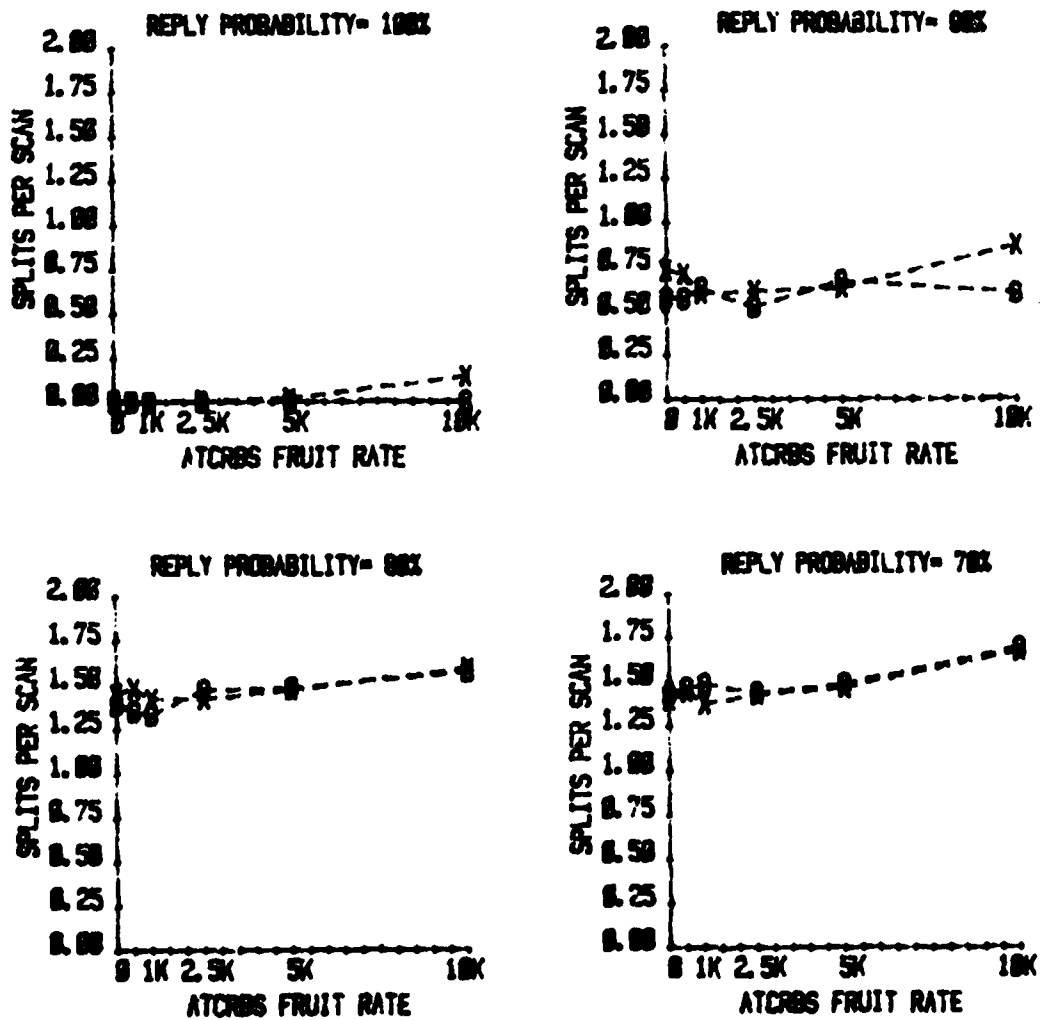 REPLY PROBABILITY= 100%
2.00
1.75
1.50
1.25
1.00
0.75
0.50
0.25
0.00
SPLITS PER SCAN
0 1K 2.5K 5K 10K
ATCRBS FRUIT RATE
REPLY PROBABILITY= 90%
2.00
1.75
1.50
1.25
1.00
0.75
0.50
0.25
0.00
SPLITS PER SCAN
0 1K 2.5K 5K 10K
ATCRBS FRUIT RATE
REPLY PROBABILITY= 80%
2.00
1.75
1.50
1.25
1.00
0.75
0.50
0.25
0.00
SPLITS PER SCAN
0 1K 2.5K 5K 10K
ATCRBS FRUIT RATE
REPLY PROBABILITY= 70%
2.00
1.75
1.50
1.25
1.00
0.75
0.50
0.25
0.00
SPLITS PER SCAN
0 1K 2.5K 5K 10K
ATCRBS FRUIT RATE